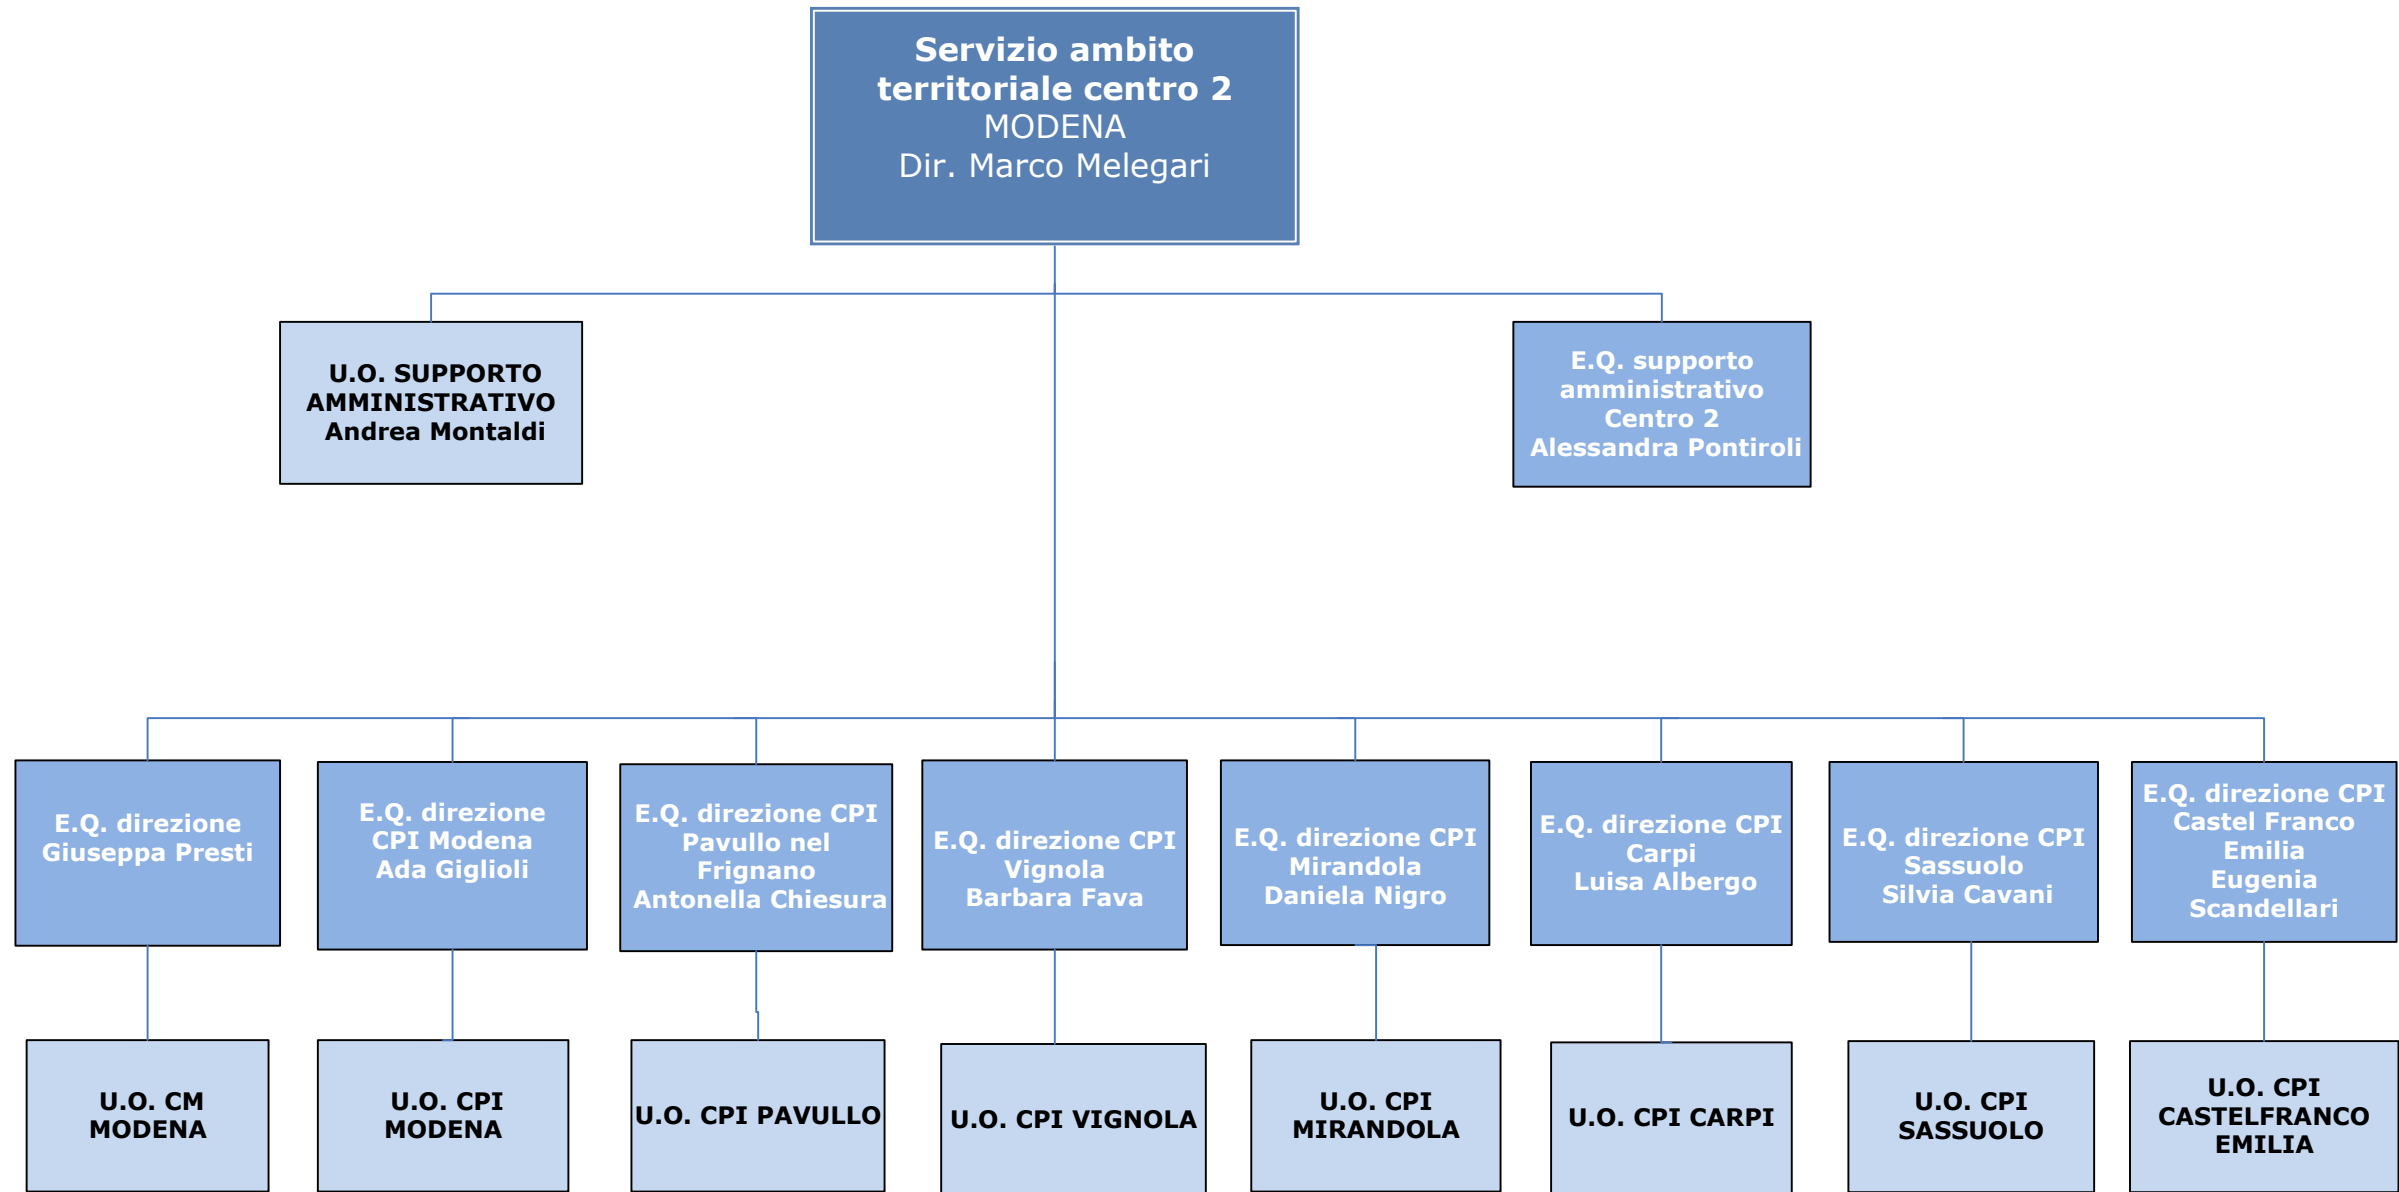 Servizio ambito
territoriale centro 2
MODENA
Dir. Marco Melegari
U.O. SUPPORTO
AMMINISTRATIVO
Andrea Montaldi
E.Q. supporto
amministrativo
Centro 2
Alessandra Pontiroli
E.Q. direzione
Giuseppa Presti
E.Q. direzione
CPI Modena
Ada Giglioli
E.Q. direzione CPI
Pavullo nel
Frignano
Antonella Chiesura
E.Q. direzione CPI
Vignola
Barbara Fava
E.Q. direzione CPI
Mirandola
Daniela Nigro
E.Q. direzione CPI
Carpi
Luisa Albergo
E.Q. direzione CPI
Sassuolo
Silvia Cavani
E.Q. direzione CPI
Castel Franco
Emilia
Eugenia
Scandellari
U.O. CM
MODENA
U.O. CPI
MODENA
U.O. CPI PAVULLO
U.O. CPI VIGNOLA
U.O. CPI
MIRANDOLA
U.O. CPI CARPI
U.O. CPI
SASSUOLO
U.O. CPI
CASTELFRANCO
EMILIA